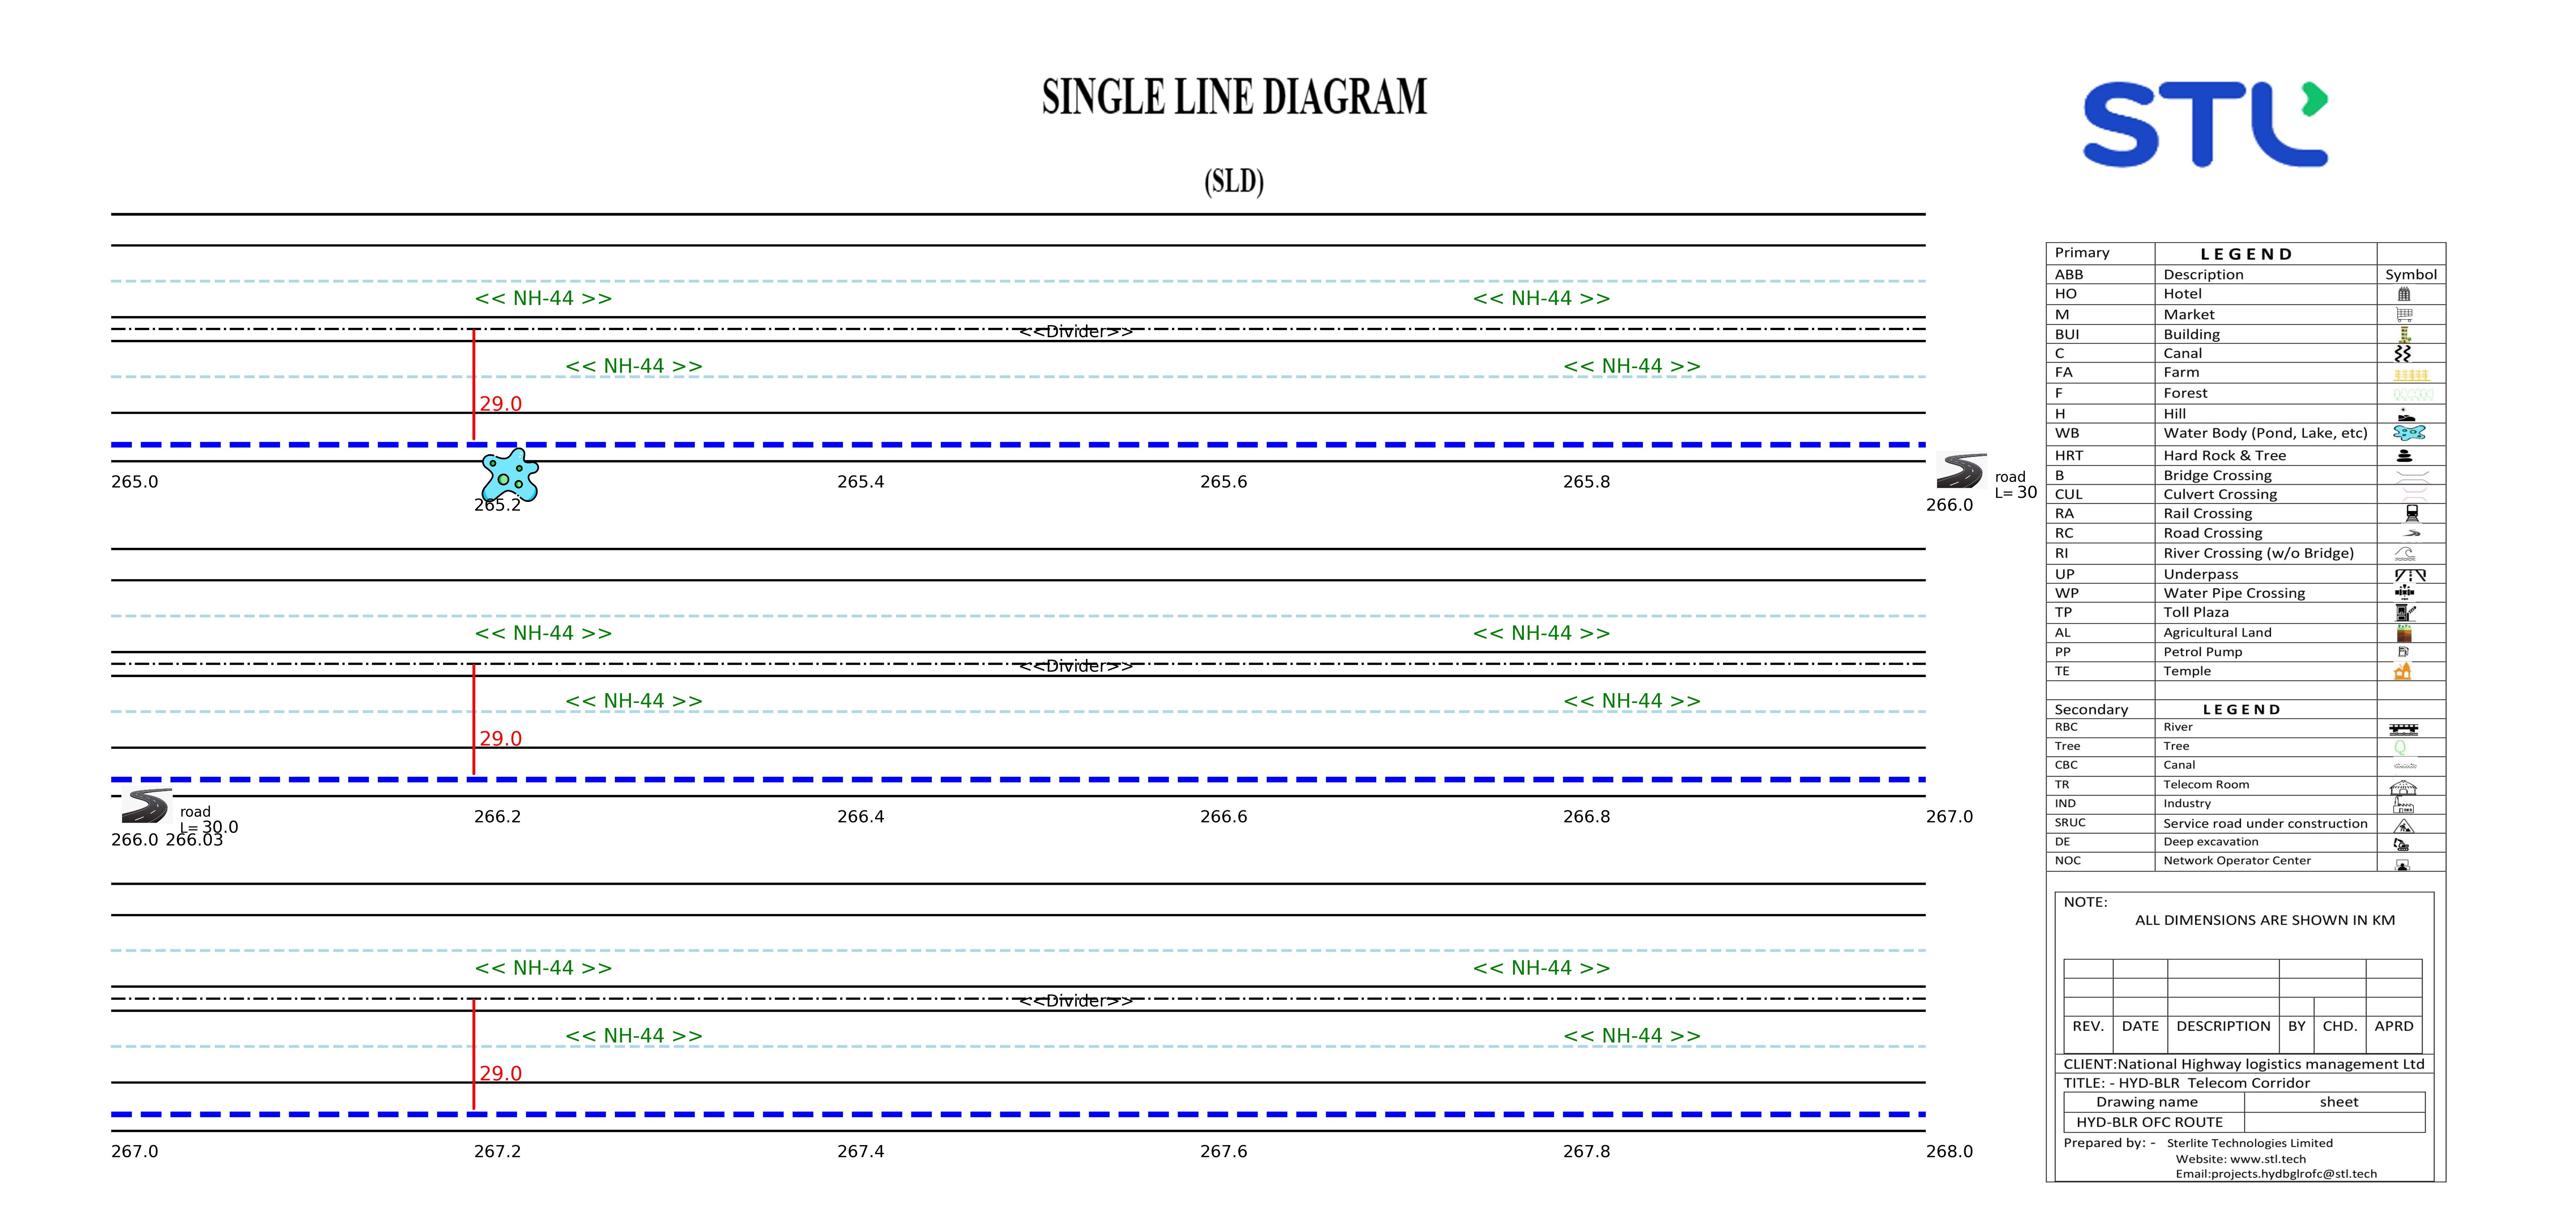 SINGLE LINE DIAGRAM
(SLD)
STL
<< NH-44 >> << NH-44 >>
<<Divider>>
<< NH-44 >> << NH-44 >>
29.0
265.0 265.2 265.4 265.6 265.8 266.0
road
L= 30
<< NH-44 >> << NH-44 >>
<<Divider>>
<< NH-44 >> << NH-44 >>
29.0
road
L= 30.0
266.0 266.03 266.2 266.4 266.6 266.8 267.0
<< NH-44 >> << NH-44 >>
<<Divider>>
<< NH-44 >> << NH-44 >>
29.0
267.0 267.2 267.4 267.6 267.8 268.0
Primary LEGEND
ABB Description Symbol
HO Hotel
M Market
BUI Building
C Canal
FA Farm
F Forest
H Hill
WB Water Body (Pond, Lake, etc)
HRT Hard Rock & Tree
B Bridge Crossing
CUL Culvert Crossing
RA Rail Crossing
RC Road Crossing
RI River Crossing (w/o Bridge)
UP Underpass
WP Water Pipe Crossing
TP Toll Plaza
AL Agricultural Land
PP Petrol Pump
TE Temple
Secondary LEGEND
RBC River
Tree Tree
CBC Canal
TR Telecom Room
IND Industry
SRUC Service road under construction
DE Deep excavation
NOC Network Operator Center
NOTE:
ALL DIMENSIONS ARE SHOWN IN KM
REV. DATE DESCRIPTION BY CHD. APRD
CLIENT:National Highway logistics management Ltd
TITLE: - HYD-BLR Telecom Corridor
Drawing name sheet
HYD-BLR OFC ROUTE
Prepared by: - Sterlite Technologies Limited
Website: www.stl.tech
Email:projects.hydbglrofc@stl.tech